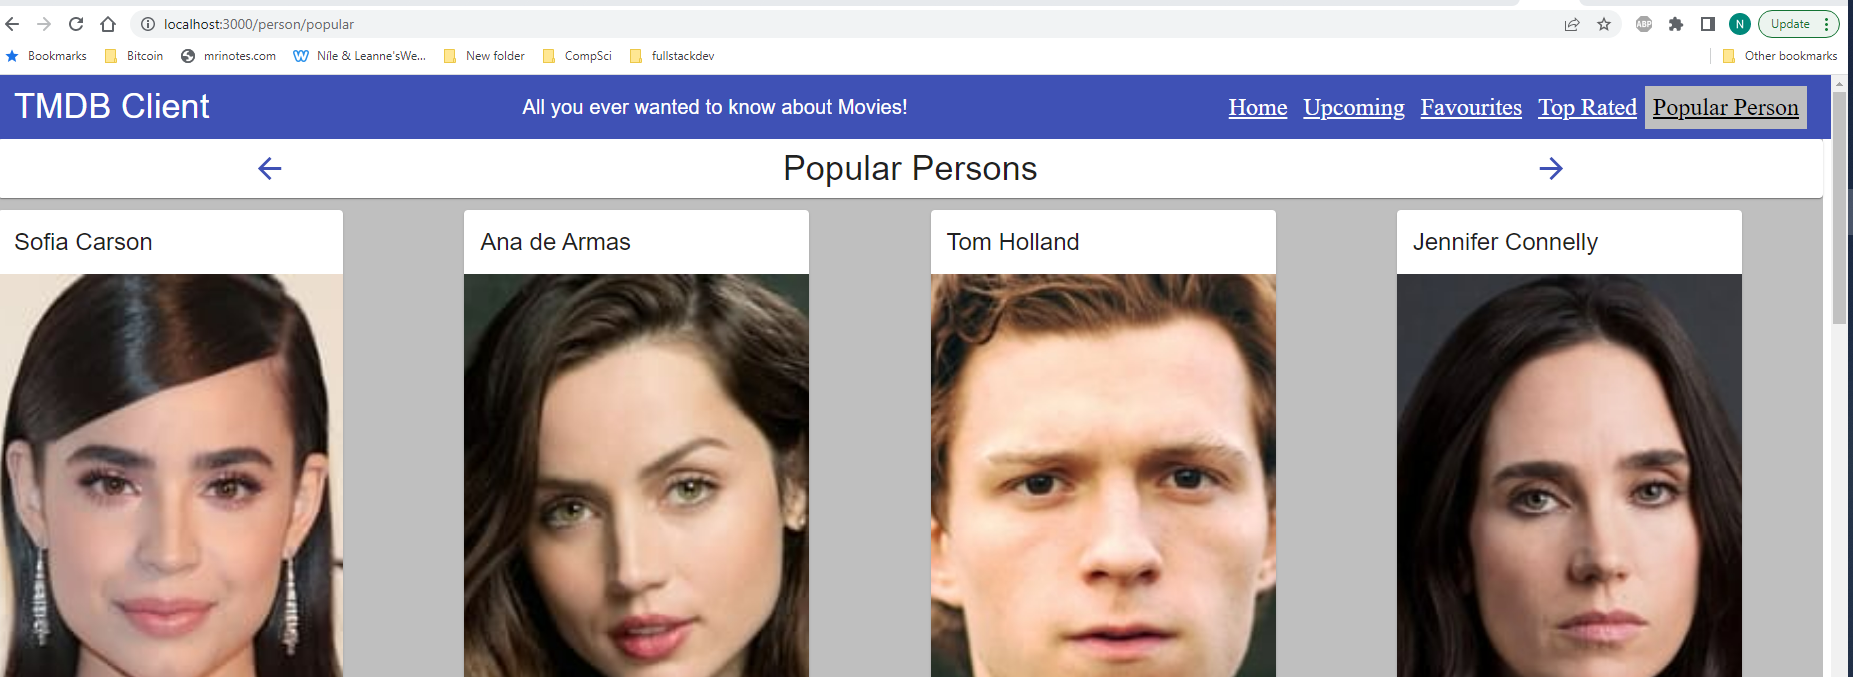 localhost:3000/person/popular
ABP
N
Update
Bookmarks Bitcoin mrinotes.com Níle & Leanne'sWe... New folder CompSci fullstackdev Other bookmarks
TMDB Client All you ever wanted to know about Movies! Home Upcoming Favourites Top Rated Popular Person
Popular Persons
Sofia Carson Ana de Armas Tom Holland Jennifer Connelly